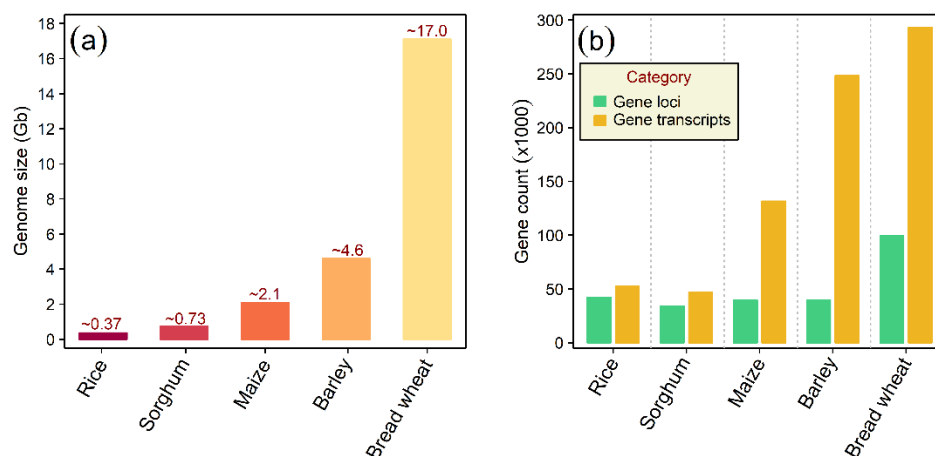 (a)
Genome size (Gb)
18
16
14
12
10
8
6
4
2
0
~0.37
~0.73
~2.1
~4.6
~17.0
Rice
Sorghum
Maize
Barley
Bread wheat
(b)
Gene count (x1000)
300
250
200
150
100
50
0
Category
Gene loci
Gene transcripts
Rice
Sorghum
Maize
Barley
Bread wheat